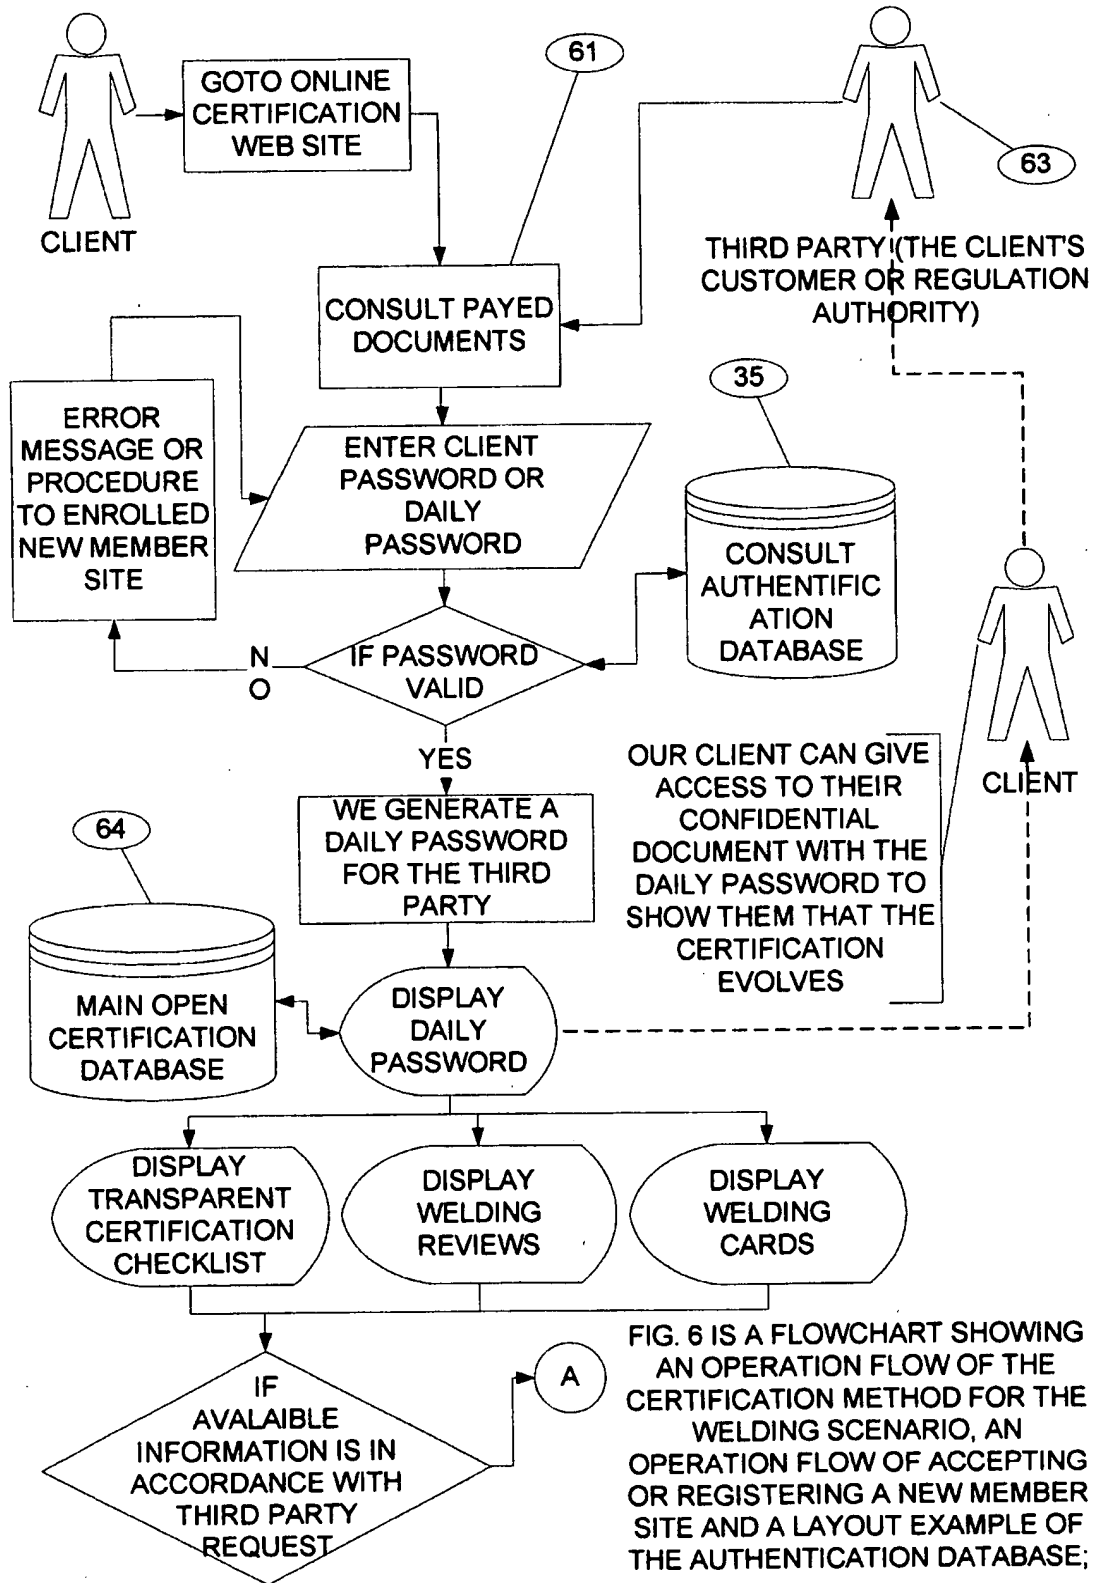 61
GOTO ONLINE
CERTIFICATION
WEB SITE
63
CLIENT
THIRD PARTY (THE CLIENT'S
CUSTOMER OR REGULATION
AUTHORITY)
CONSULT PAYED
DOCUMENTS
35
ERROR
MESSAGE OR
PROCEDURE
TO ENROLLED
NEW MEMBER
SITE
ENTER CLIENT
PASSWORD OR
DAILY
PASSWORD
CONSULT
AUTHENTIFIC
ATION
DATABASE
IF PASSWORD
VALID
N
O
YES
CLIENT
OUR CLIENT CAN GIVE
ACCESS TO THEIR
CONFIDENTIAL
DOCUMENT WITH THE
DAILY PASSWORD TO
SHOW THEM THAT THE
CERTIFICATION
EVOLVES
WE GENERATE A
DAILY PASSWORD
FOR THE THIRD
PARTY
64
MAIN OPEN
CERTIFICATION
DATABASE
DISPLAY
DAILY
PASSWORD
DISPLAY
TRANSPARENT
CERTIFICATION
CHECKLIST
DISPLAY
WELDING
REVIEWS
DISPLAY
WELDING
CARDS
IF
AVALAIBLE
INFORMATION IS IN
ACCORDANCE WITH
THIRD PARTY
REQUEST
A
FIG. 6 IS A FLOWCHART SHOWING
AN OPERATION FLOW OF THE
CERTIFICATION METHOD FOR THE
WELDING SCENARIO, AN
OPERATION FLOW OF ACCEPTING
OR REGISTERING A NEW MEMBER
SITE AND A LAYOUT EXAMPLE OF
THE AUTHENTICATION DATABASE;